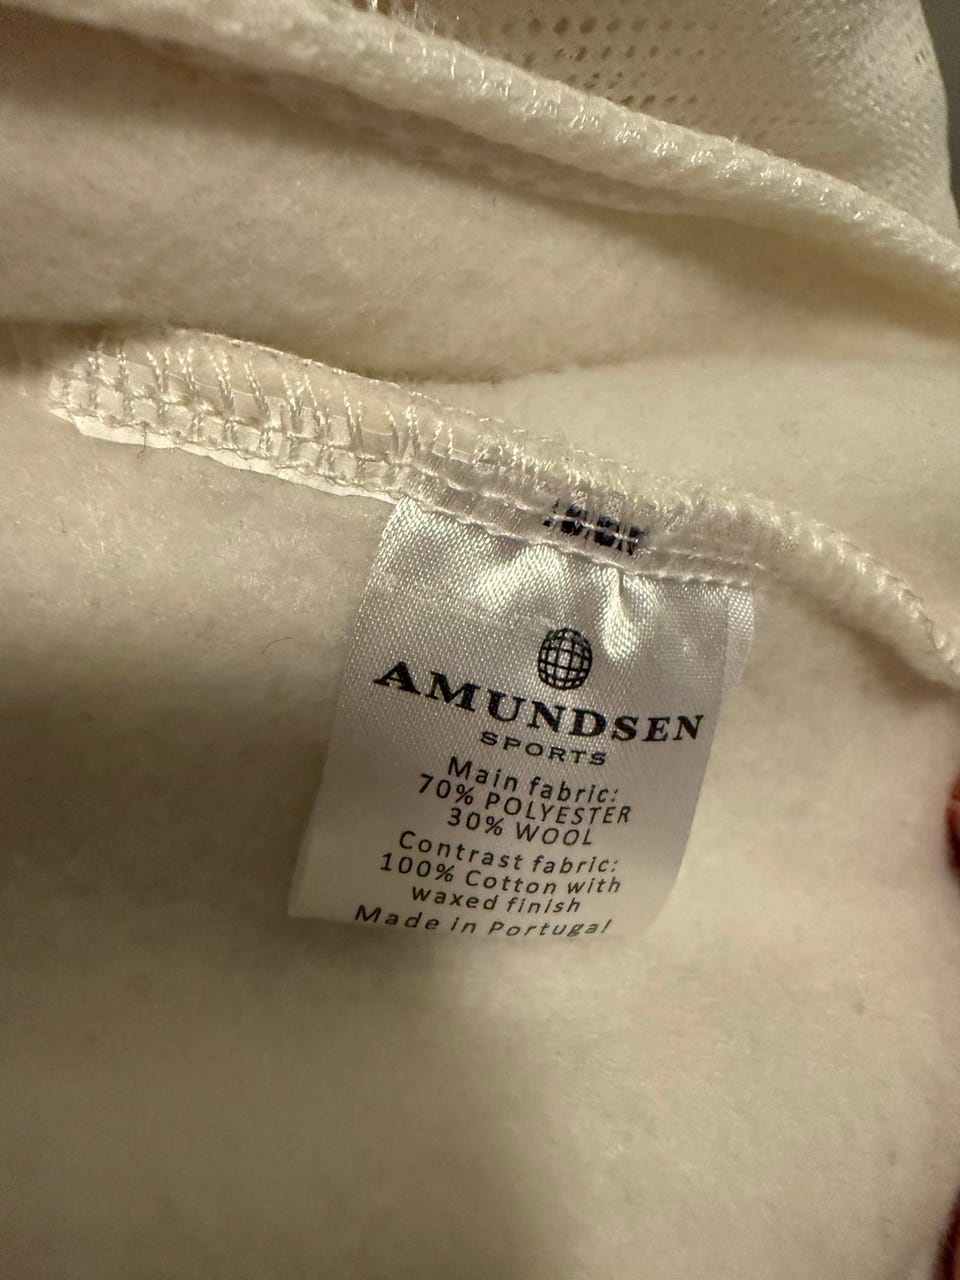 AMUNDSEN
SPORTS
Main fabric:
70% POLYESTER
30% WOOL
Contrast fabric:
100% Cotton with
waxed finish
Made in Portugal